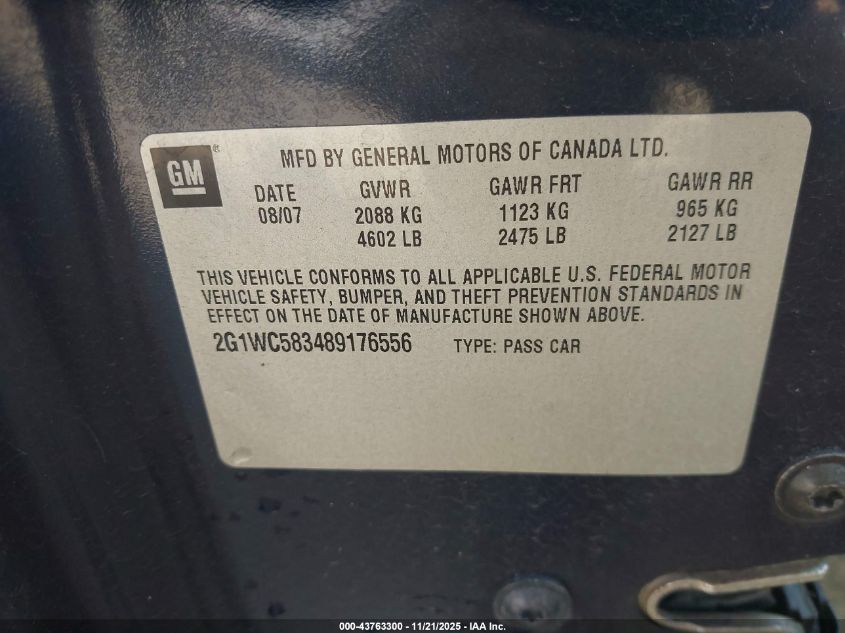 GM®
MFD BY GENERAL MOTORS OF CANADA LTD.
DATE GVWR GAWR FRT GAWR RR
08/07 2088 KG 1123 KG 965 KG
4602 LB 2475 LB 2127 LB
THIS VEHICLE CONFORMS TO ALL APPLICABLE U.S. FEDERAL MOTOR
VEHICLE SAFETY, BUMPER, AND THEFT PREVENTION STANDARDS IN
EFFECT ON THE DATE OF MANUFACTURE SHOWN ABOVE.
2G1WC583489176556 TYPE: PASS CAR
000-43763300 - 11/21/2025 - IAA Inc.